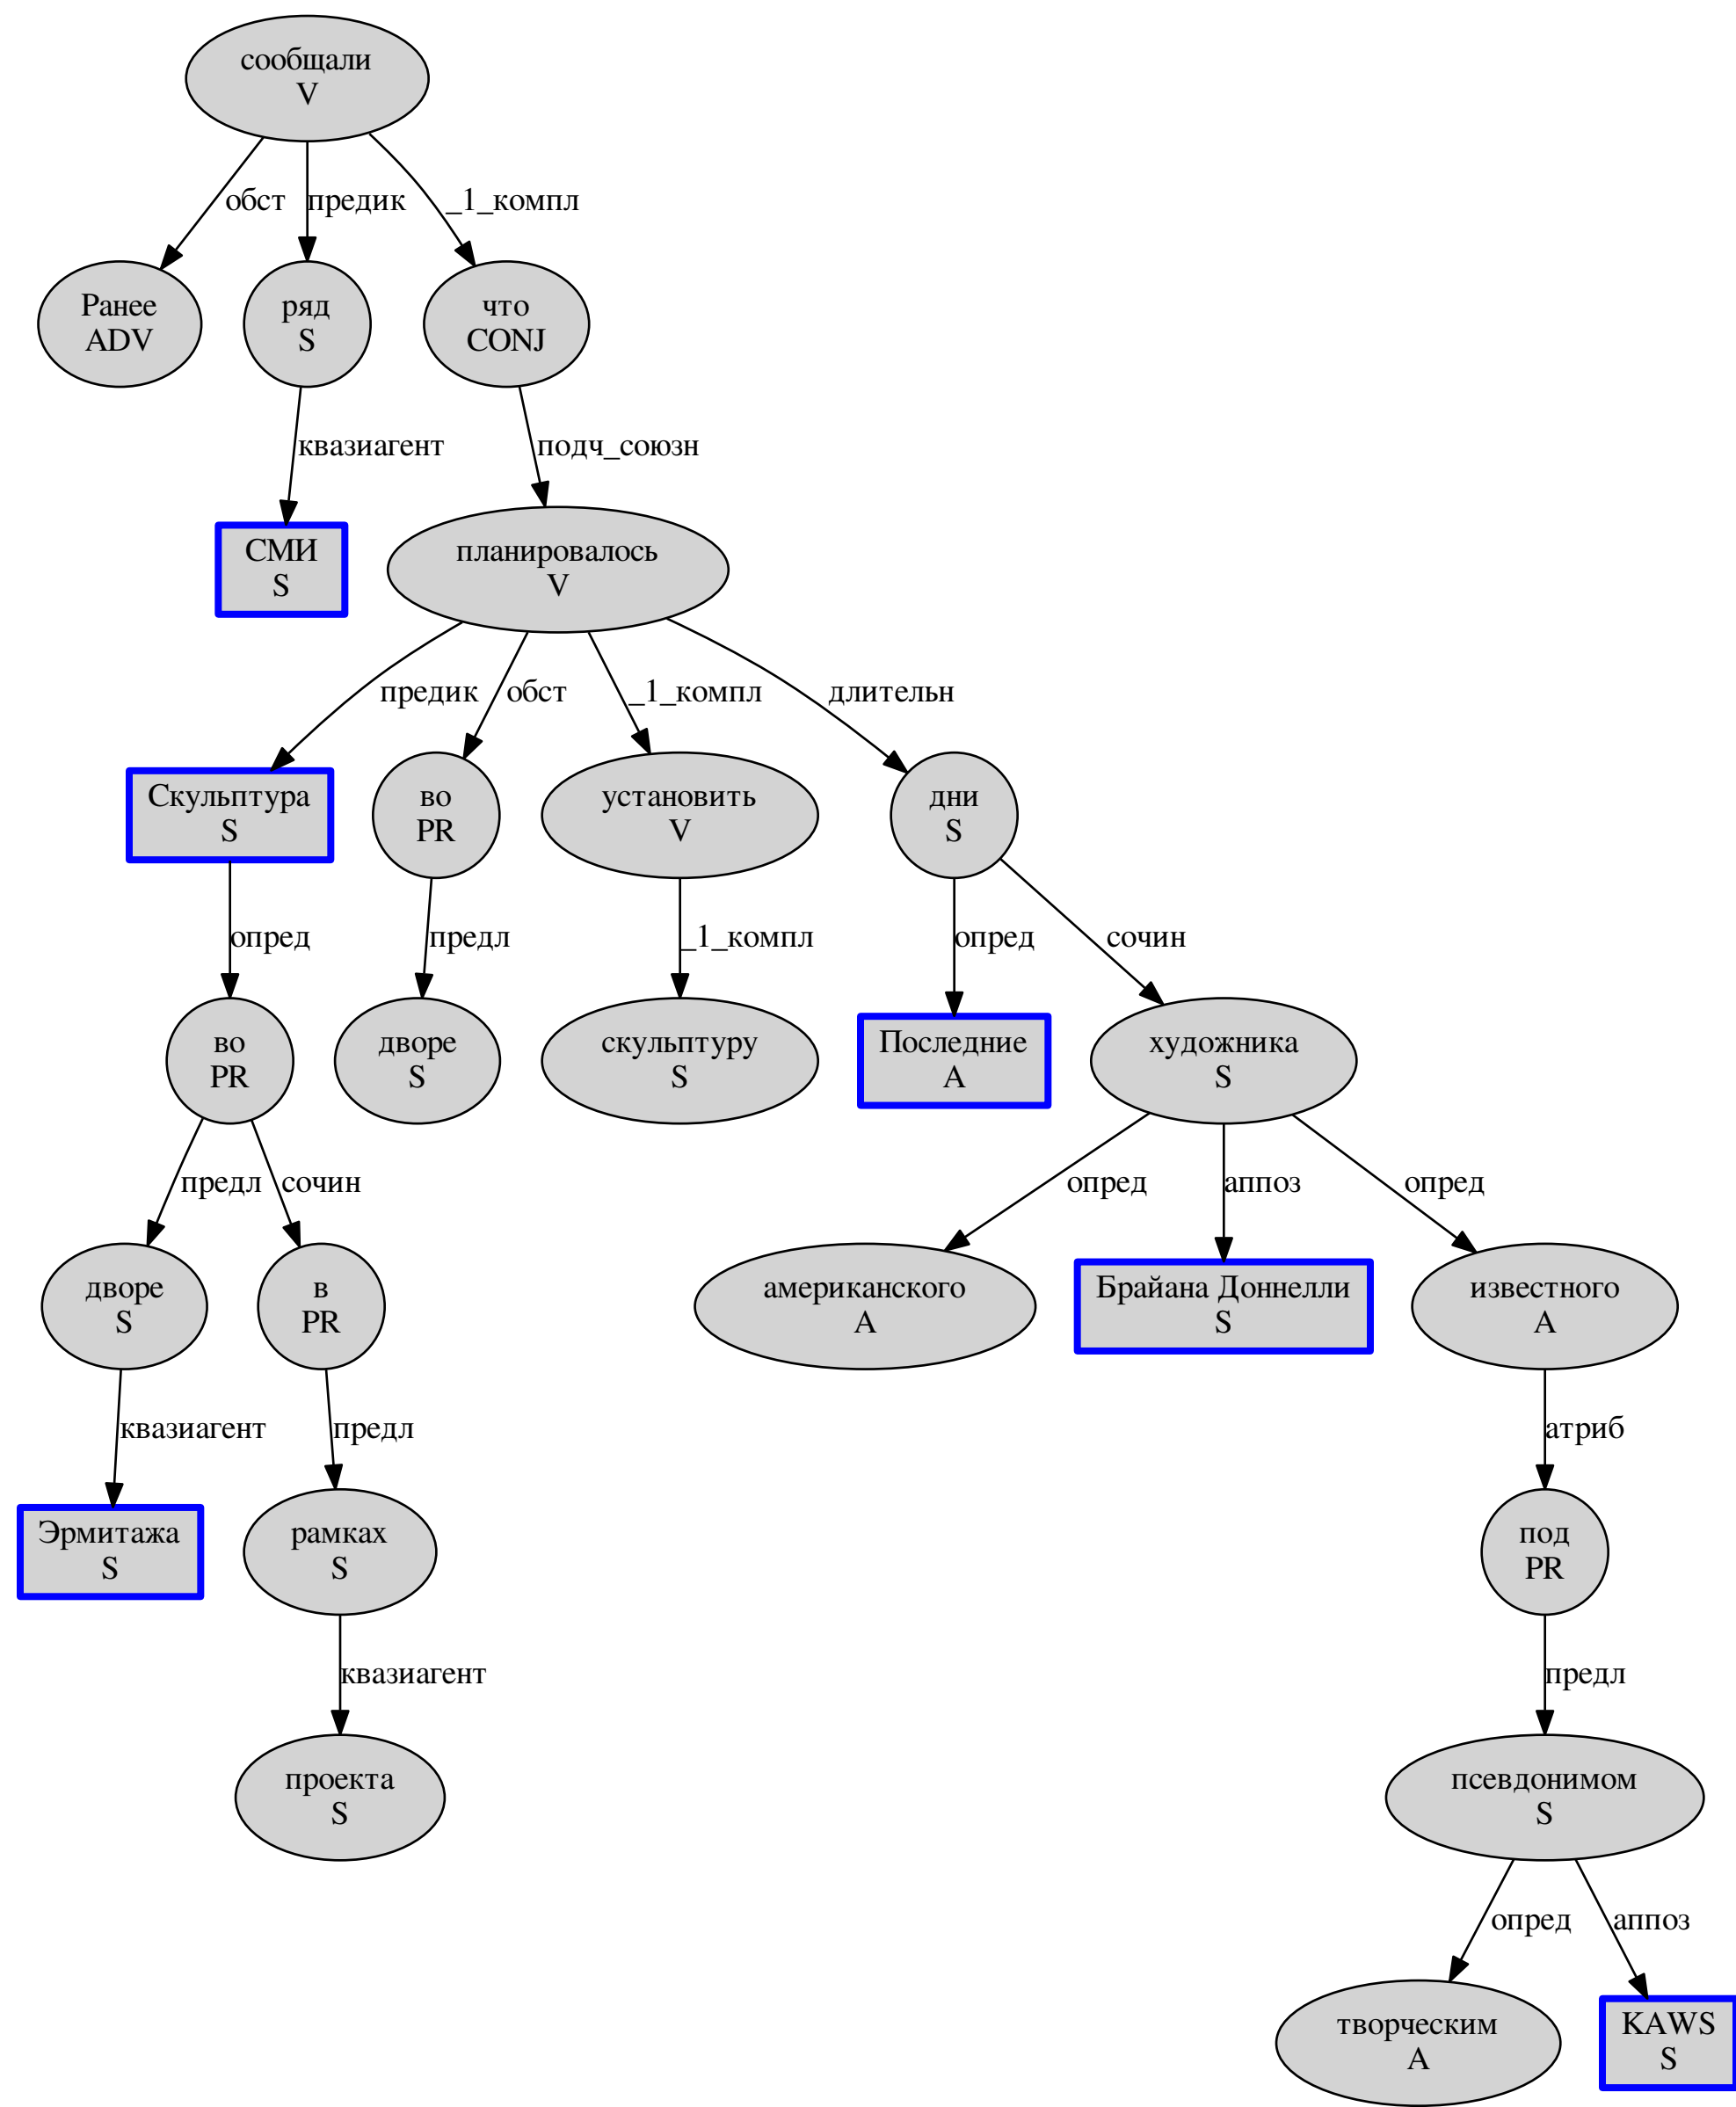 сообщали
V
обст
предик
_1_компл
Ранее
ADV
ряд
S
что
CONJ
квазиагент
подч_союзн
СМИ
S
планировалось
V
предик
обст
_1_компл
длительн
Скульптура
S
во
PR
установить
V
дни
S
опред
предл
_1_компл
опред
сочин
во
PR
дворе
S
скульптуру
S
Последние
A
художника
S
предл
сочин
опред
аппоз
опред
дворе
S
в
PR
американского
A
Брайана Доннелли
S
известного
A
квазиагент
предл
атриб
Эрмитажа
S
рамках
S
под
PR
квазиагент
предл
проекта
S
псевдонимом
S
опред
аппоз
творческим
A
KAWS
S